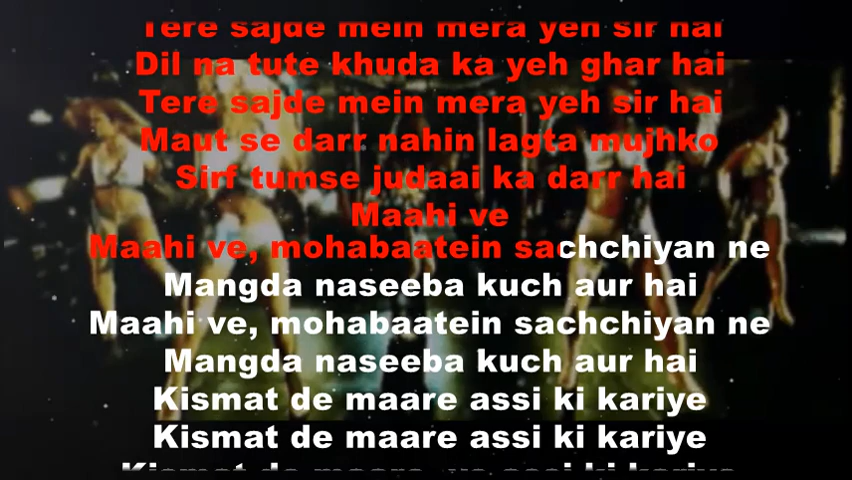 Tere sajde mein mera yeh sir hai
Dil na tute khuda ka yeh ghar hai
Tere sajde mein mera yeh sir hai
Maut se darr nahin lagta mujhko
Sirf tumse judaai ka darr hai
Maahi ve
Maahi ve, mohabaatein sachchiyan ne
Mangda naseeba kuch aur hai
Maahi ve, mohabaatein sachchiyan ne
Mangda naseeba kuch aur hai
Kismat de maare assi ki kariye
Kismat de maare assi ki kariye
Kismat de maare, ve assi ki kariye